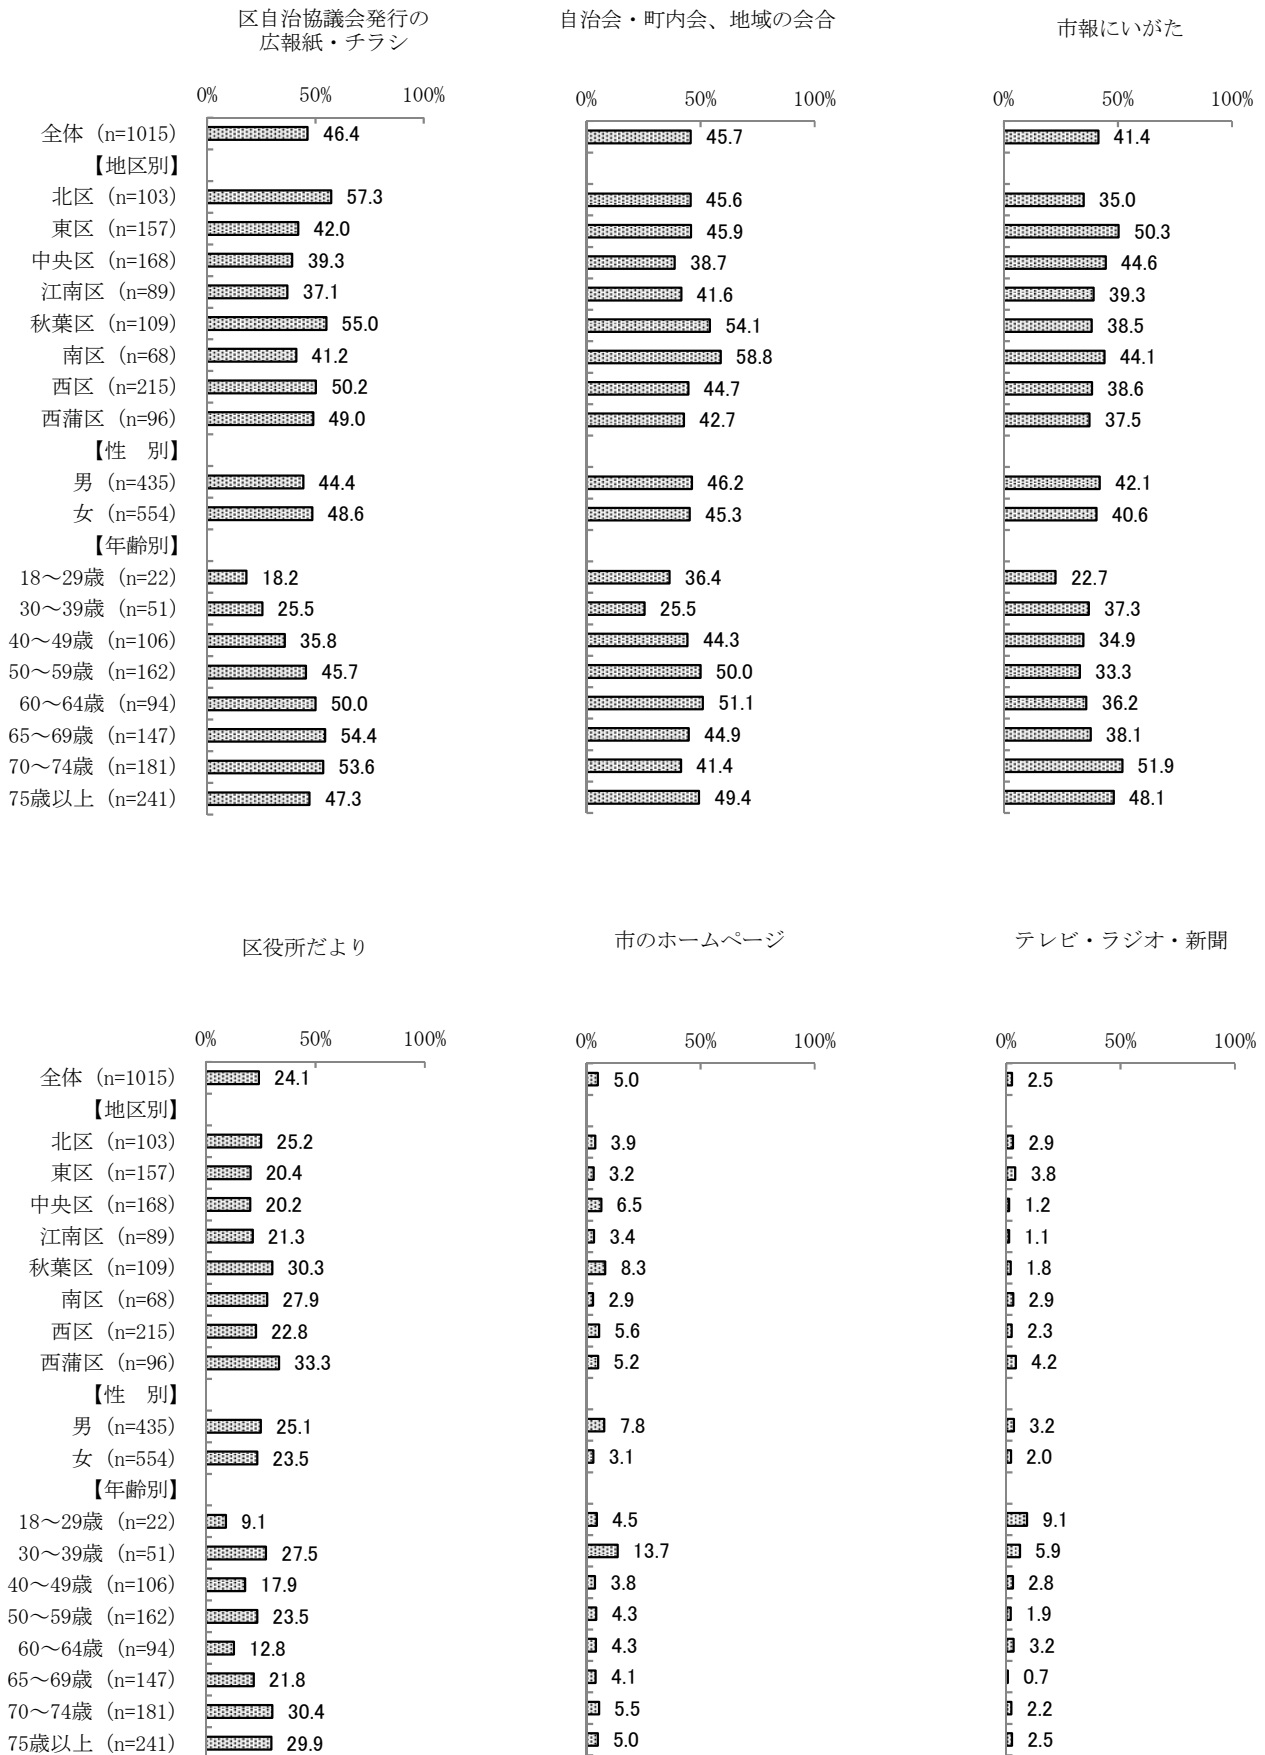 区自治協議会発行の
広報紙・チラシ
自治会・町内会、地域の会合
市報にいがた
0% 50% 100% 0% 50% 100% 0% 50% 100%
全体 (n=1015) 46.4 45.7 41.4
【地区別】
北区 (n=103) 57.3 45.6 35.0
東区 (n=157) 42.0 45.9 50.3
中央区 (n=168) 39.3 38.7 44.6
江南区 (n=89) 37.1 41.6 39.3
秋葉区 (n=109) 55.0 54.1 38.5
南区 (n=68) 41.2 58.8 44.1
西区 (n=215) 50.2 44.7 38.6
西蒲区 (n=96) 49.0 42.7 37.5
【性　別】
男 (n=435) 44.4 46.2 42.1
女 (n=554) 48.6 45.3 40.6
【年齢別】
18～29歳 (n=22) 18.2 36.4 22.7
30～39歳 (n=51) 25.5 25.5 37.3
40～49歳 (n=106) 35.8 44.3 34.9
50～59歳 (n=162) 45.7 50.0 33.3
60～64歳 (n=94) 50.0 51.1 36.2
65～69歳 (n=147) 54.4 44.9 38.1
70～74歳 (n=181) 53.6 41.4 51.9
75歳以上 (n=241) 47.3 49.4 48.1
区役所だより
市のホームページ
テレビ・ラジオ・新聞
0% 50% 100% 0% 50% 100% 0% 50% 100%
全体 (n=1015) 24.1 5.0 2.5
【地区別】
北区 (n=103) 25.2 3.9 2.9
東区 (n=157) 20.4 3.2 3.8
中央区 (n=168) 20.2 6.5 1.2
江南区 (n=89) 21.3 3.4 1.1
秋葉区 (n=109) 30.3 8.3 1.8
南区 (n=68) 27.9 2.9 2.9
西区 (n=215) 22.8 5.6 2.3
西蒲区 (n=96) 33.3 5.2 4.2
【性　別】
男 (n=435) 25.1 7.8 3.2
女 (n=554) 23.5 3.1 2.0
【年齢別】
18～29歳 (n=22) 9.1 4.5 9.1
30～39歳 (n=51) 27.5 13.7 5.9
40～49歳 (n=106) 17.9 3.8 2.8
50～59歳 (n=162) 23.5 4.3 1.9
60～64歳 (n=94) 12.8 4.3 3.2
65～69歳 (n=147) 21.8 4.1 0.7
70～74歳 (n=181) 30.4 5.5 2.2
75歳以上 (n=241) 29.9 5.0 2.5